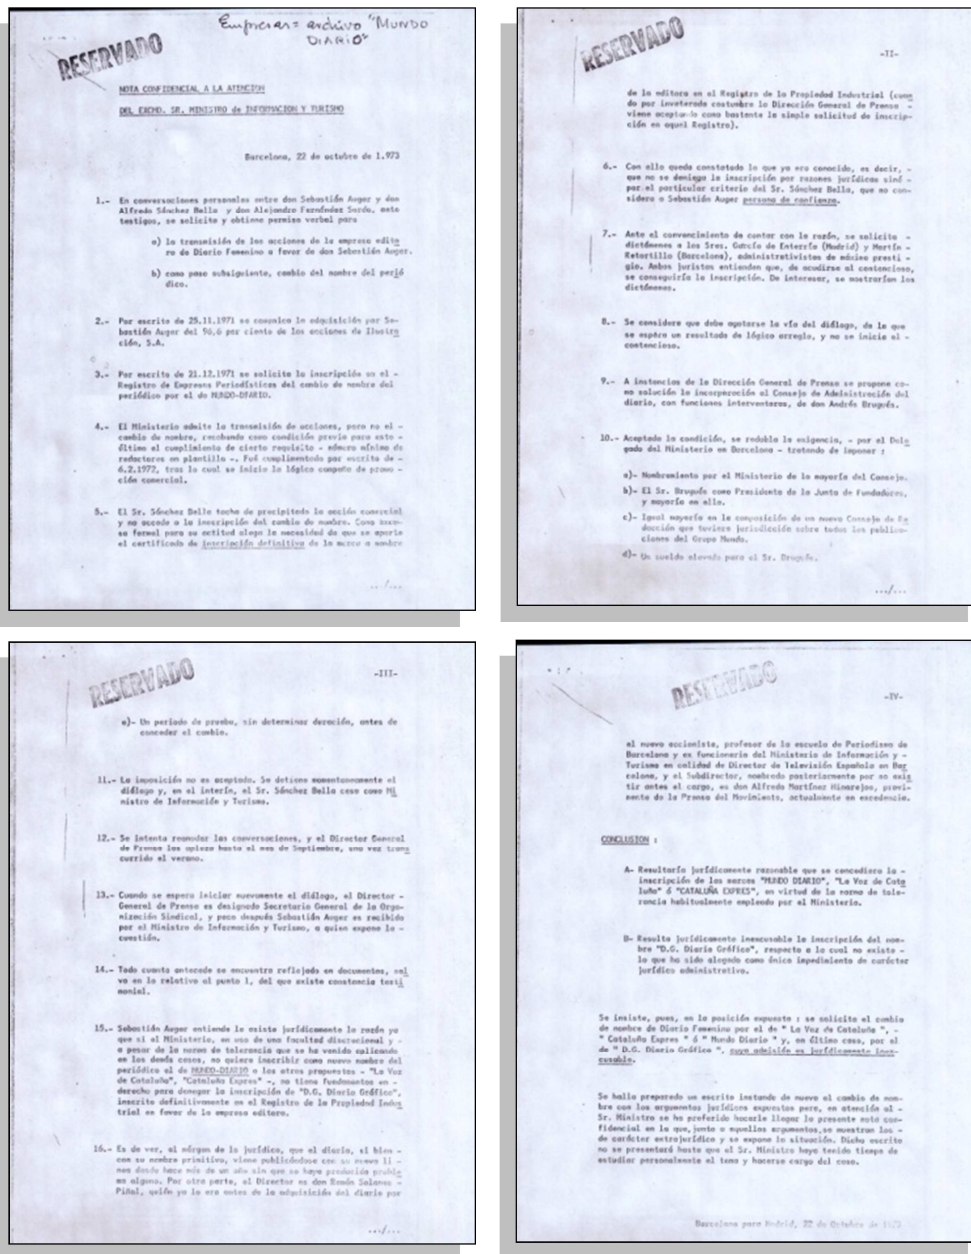 Empresas = archivo "MUNDO
DIARIO"
RESERVADO
NOTA CONFIDENCIAL A LA ATENCION
DEL EXCMO. SR. MINISTRO de INFORMACION Y TURISMO
Barcelona, 22 de octubre de 1.973
1.- En conversaciones personales entre don Sebastián Auger y don
Alfredo Sánchez Bella y don Alejandro Fernández Sordo, ante
testigos, se solicita y obtiene permiso verbal para
a) la transmisión de las acciones de la empresa edito
ra de Diario Femenino a favor de don Sebastián Auger.
b) como paso subsiguiente, cambio del nombre del perió
dico.
2.- Por escrito de 25.11.1971 se comunica la adquisición por Se-
bastián Auger del 96,6 por ciento de las acciones de Ilustra
ción, S.A.
3.- Por escrito de 21.12.1971 se solicita la inscripción en el -
Registro de Empresas Periodísticas del cambio de nombre del
periódico por el de MUNDO-DIARIO.
4.- El Ministerio admite la transmisión de acciones, pero no el -
cambio de nombre, recabando como condición previa para este -
último el cumplimiento de cierto requisito - número mínimo de
redactores en plantilla -. Fué cumplimentado por escrito de -
6.2.1972, tras lo cual se inicia la lógica campaña de promo -
ción comercial.
5.- El Sr. Sánchez Bella tacha de precipitada la acción comercial
y no accede a la inscripción del cambio de nombre. Como excu-
sa formal para su actitud alega la necesidad de que se aporte
el certificado de inscripción definitiva de la marca a nombre
.../...
RESERVADO
-II-
de la editora en el Registro de la Propiedad Industrial (cuan
do por inveterada costumbre la Dirección General de Prensa -
viene aceptando como bastante la simple solicitud de inscrip-
ción en aquel Registro).
6.- Con ello queda constatado lo que ya era conocido, es decir, -
que no se deniega la inscripción por razones jurídicas sino -
por el particular criterio del Sr. Sánchez Bella, que no con-
sidera a Sebastián Auger persona de confianza.
7.- Ante el convencimiento de contar con la razón, se solicita -
dictámenes a los Sres. García de Enterría (Madrid) y Martín -
Retortillo (Barcelona), administrativistas de máximo presti -
gio. Ambos juristas entienden que, de acudirse al contencioso,
se conseguiría la inscripción. De interesar, se mostrarían los
dictámenes.
8.- Se considera que debe agotarse la vía del diálogo, de la que
se espera un resultado de lógico arreglo, y no se inicia el -
contencioso.
9.- A instancias de la Dirección General de Prensa se propone co-
mo solución la incorporación al Consejo de Administración del
diario, con funciones interventoras, de don Andrés Brugués.
10.- Aceptada la condición, se redobla la exigencia, - por el Dele
gado del Ministerio en Barcelona - tratando de imponer :
a)- Nombramiento por el Ministerio de la mayoría del Consejo.
b)- El Sr. Brugués como Presidente de la Junta de Fundadores,
y mayoría en ella.
c)- Igual mayoría en la composición de un nuevo Consejo de Re
dacción que tuviera jurisdicción sobre todas las publica-
ciones del Grupo Mundo.
d)- Un sueldo elevado para el Sr. Brugués.
.../...
RESERVADO
-III-
e)- Un período de prueba, sin determinar duración, antes de
conceder el cambio.
11.- La imposición no es aceptada. Se detiene momentaneamente el
diálogo y, en el interín, el Sr. Sánchez Bella cesa como Mi
nistro de Información y Turismo.
12.- Se intenta reanudar las conversaciones, y el Director General
de Prensa las aplaza hasta el mes de Septiembre, una vez trans
currido el verano.
13.- Cuando se espera iniciar nuevamente el diálogo, el Director -
General de Prensa es designado Secretario General de la Orga-
nización Sindical, y poco después Sebastián Auger es recibido
por el Ministro de Información y Turismo, a quien expone la -
cuestión.
14.- Todo cuanto antecede se encuentra reflejado en documentos, sal
vo en lo relativo al punto 1, del que existe constancia testi
monial.
15.- Sebastián Auger entiende le asiste jurídicamente la razón ya
que si el Ministerio, en uso de una facultad discrecional y -
a pesar de la norma de tolerancia que se ha venido aplicando
en los demás casos, no quiere inscribir como nuevo nombre del
periódico el de MUNDO-DIARIO o los otros propuestos - "La Voz
de Cataluña", "Cataluña Expres" -, no tiene fundamentos en -
derecho para denegar la inscripción de "D.G. Diario Gráfico",
inscrito definitivamente en el Registro de la Propiedad Indus
trial en favor de la empresa editora.
16.- Es de ver, al márgen de lo jurídico, que el diario, si bien -
con su nombre primitivo, viene publicándose con su nueva lí -
nea desde hace más de un año sin que se haya producido proble
ma alguno. Por otra parte, el Director es don Ramón Solanes -
Piñol, quién ya lo era antes de la adquisición del diario por
.../...
RESERVADO
-IV-
el nuevo accionista, profesor de la escuela de Periodismo de
Barcelona y ex funcionario del Ministerio de Información y -
Turismo en calidad de Director de Televisión Española en Bar
celona, y el Subdirector, nombrado posteriormente por no exis
tir antes el cargo, es don Alfredo Martínez Hinarejos, provi-
nente de la Prensa del Movimiento, actualmente en excedencia.
CONCLUSION :
A- Resultaría jurídicamente razonable que se concediera la -
inscripción de las marcas "MUNDO DIARIO", "La Voz de Cata
luña" ó "CATALUÑA EXPRES", en virtud de la norma de tole-
rancia habitualmente empleada por el Ministerio.
B- Resulta jurídicamente inexcusable la inscripción del nom-
bre "D.G. Diario Gráfico", respecto a la cual no existe -
lo que ha sido alegado como único impedimento de carácter
jurídico administrativo.
Se insiste, pues, en la posición expuesta : se solicita el cambio
de nombre de Diario Femenino por el de " La Voz de Cataluña ", -
" Cataluña Expres " ó " Mundo Diario " y, en último caso, por el
de " D.G. Diario Gráfico ", cuya admisión es jurídicamente inex-
cusable.
Se halla preparado un escrito instando de nuevo el cambio de nom-
bre con los argumentos jurídicos expuestos pero, en atención al -
Sr. Ministro se ha preferido hacerle llegar la presente nota con-
fidencial en la que, junto a aquellos argumentos, se muestran los -
de carácter extrajurídico y se expone la situación. Dicho escrito
no se presentará hasta que el Sr. Ministro haya tenido tiempo de
estudiar personalmente el tema y hacerse cargo del caso.
Barcelona para Madrid, 22 de Octubre de 1973